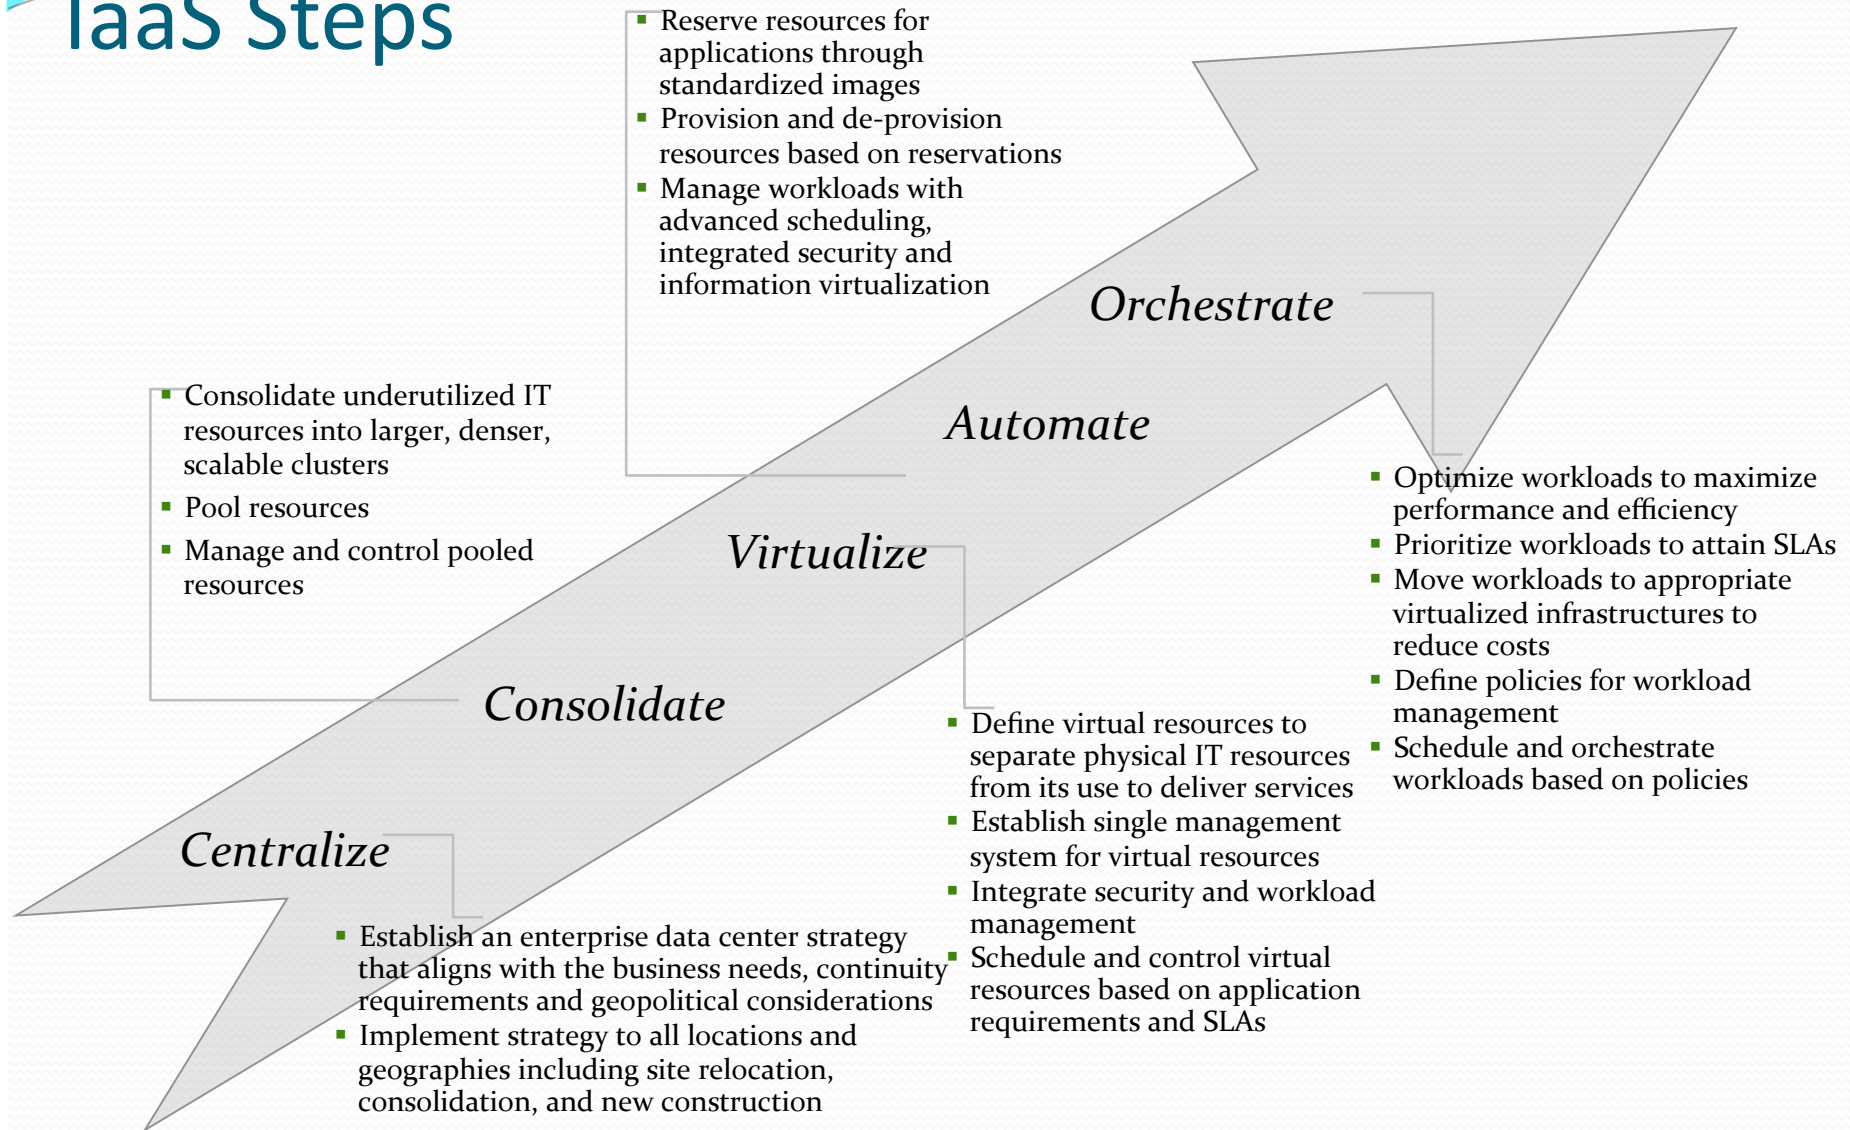 IaaS Steps
Reserve resources for
applications through
standardized images
Provision and de-provision
resources based on reservations
Manage workloads with
advanced scheduling,
integrated security and
information virtualization
Orchestrate
Consolidate underutilized IT
resources into larger, denser,
scalable clusters
Pool resources
Manage and control pooled
resources
Automate
Optimize workloads to maximize
performance and efficiency
Prioritize workloads to attain SLAs
Move workloads to appropriate
virtualized infrastructures to
reduce costs
Define policies for workload
management
Schedule and orchestrate
workloads based on policies
Virtualize
Consolidate
Define virtual resources to
separate physical IT resources
from its use to deliver services
Establish single management
system for virtual resources
Integrate security and workload
management
Schedule and control virtual
resources based on application
requirements and SLAs
Centralize
Establish an enterprise data center strategy
that aligns with the business needs, continuity
requirements and geopolitical considerations
Implement strategy to all locations and
geographies including site relocation,
consolidation, and new construction